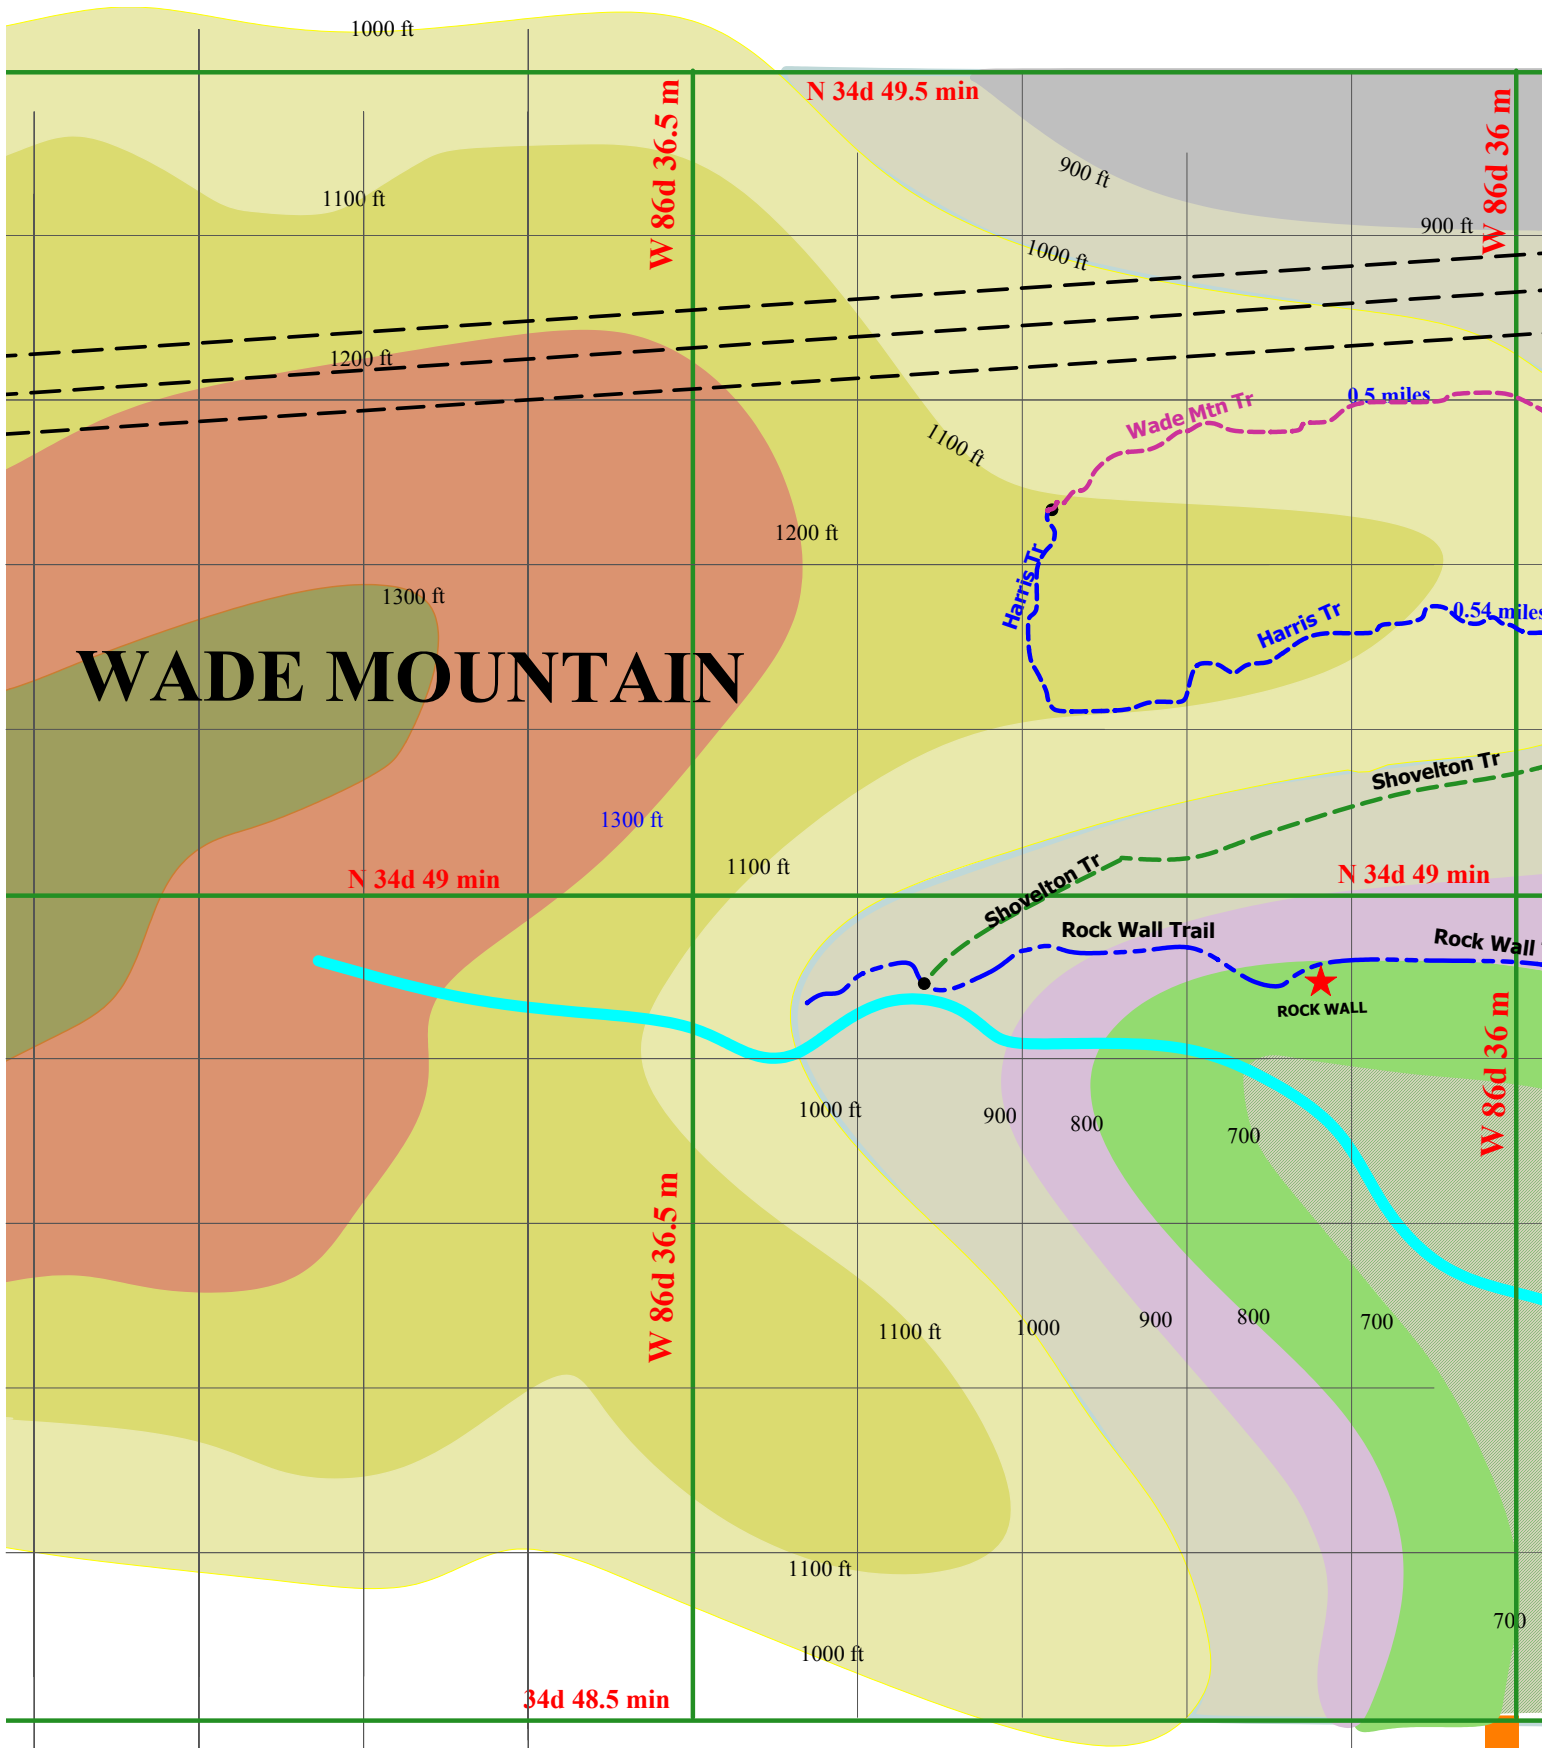 1000 ft
N 34d 49.5 min
W 86d 36.5 m
W 86d 36 m
900 ft
1100 ft
900 ft
1000 ft
1200 ft
0.5 miles
Wade Mtn Tr
1100 ft
1200 ft
Harris Tr
1300 ft
Harris Tr
0.54 miles
WADE MOUNTAIN
Shovelton Tr
1300 ft
1100 ft
N 34d 49 min
N 34d 49 min
Shovelton Tr
Rock Wall Trail
Rock Wall
ROCK WALL
W 86d 36 m
1000 ft
900
800
700
W 86d 36.5 m
1100 ft
1000
900
800
700
1100 ft
700
1000 ft
34d 48.5 min